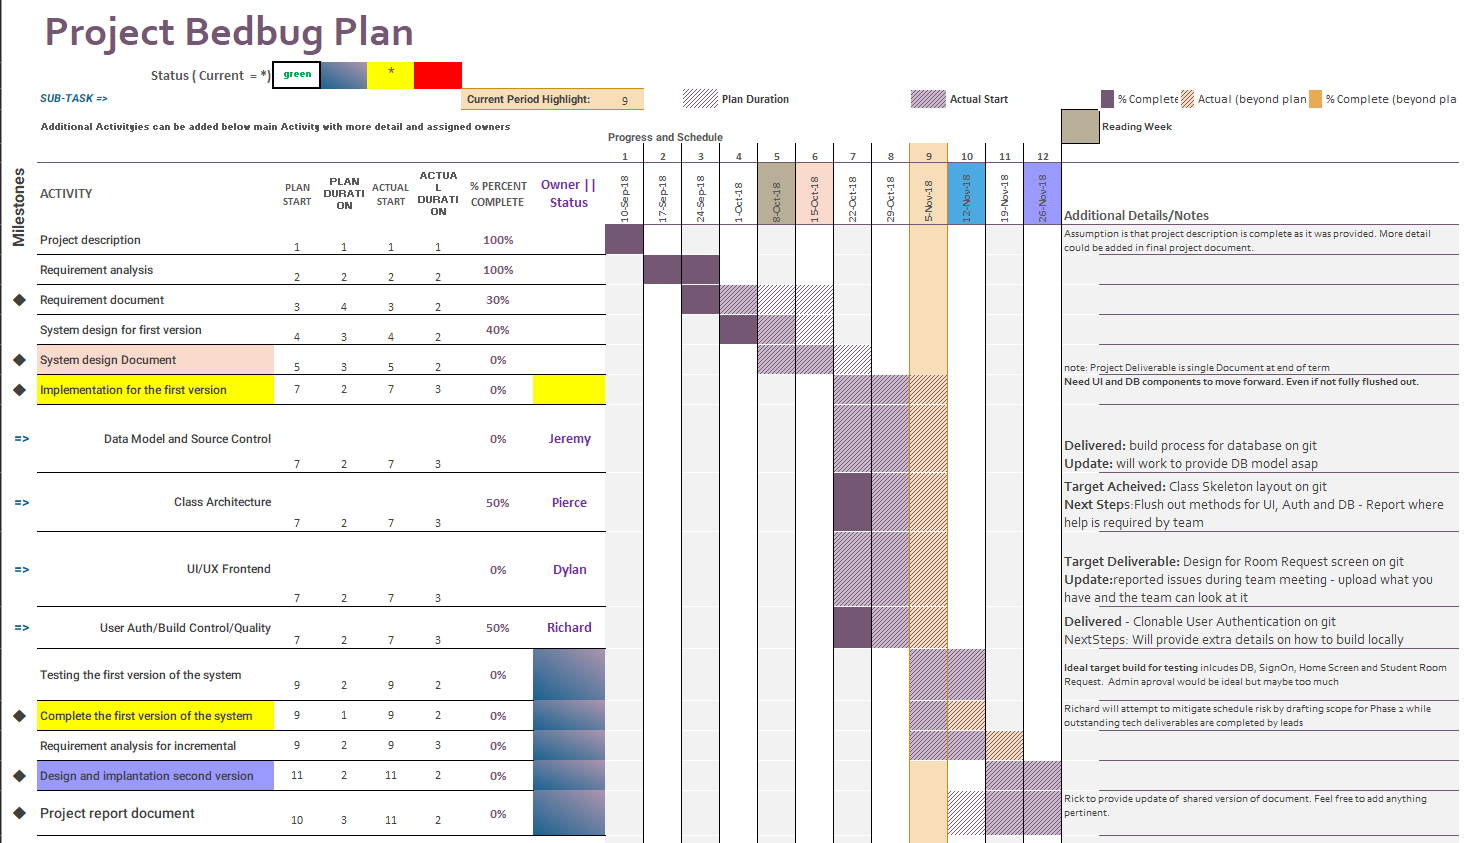 Project Bedbug Plan
Status ( Current = *)
green
*
SUB-TASK =>
Current Period Highlight: 9
Plan Duration
Actual Start
% Complete
Actual (beyond plan
% Complete (beyond pla
Additional Activitgies can be added below main Activity with more detail and assigned owners
Reading Week
Progress and Schedule
1 2 3 4 5 6 7 8 9 10 11 12
Milestones
ACTIVITY
PLAN START
PLAN DURATI ON
ACTUAL START
ACTUA L DURATI ON
% PERCENT COMPLETE
Owner || Status
10-Sep-18 17-Sep-18 24-Sep-18 1-Oct-18 8-Oct-18 15-Oct-18 22-Oct-18 29-Oct-18 5-Nov-18 12-Nov-18 19-Nov-18 26-Nov-18
Additional Details/Notes
Project description 1 1 1 1 100%
Assumption is that project description is complete as it was provided. More detail
could be added in final project document.
Requirement analysis 2 2 2 2 100%
Requirement document 3 4 3 2 30%
System design for first version 4 3 4 2 40%
System design Document 5 3 5 2 0%
note: Project Deliverable is single Document at end of term
Implementation for the first version 7 2 7 3 0%
Need UI and DB components to move forward. Even if not fully flushed out.
=> Data Model and Source Control 7 2 7 3 0% Jeremy
Delivered: build process for database on git
Update: will work to provide DB model asap
=> Class Architecture 7 2 7 3 50% Pierce
Target Acheived: Class Skeleton layout on git
Next Steps:Flush out methods for UI, Auth and DB - Report where
help is required by team
=> UI/UX Frontend 7 2 7 3 0% Dylan
Target Deliverable: Design for Room Request screen on git
Update:reported issues during team meeting - upload what you
have and the team can look at it
=> User Auth/Build Control/Quality 7 2 7 3 50% Richard
Delivered - Clonable User Authentication on git
NextSteps: Will provide extra details on how to build locally
Testing the first version of the system 9 2 9 2 0%
Ideal target build for testing inlcudes DB, SignOn, Home Screen and Student Room
Request. Admin aproval would be ideal but maybe too much
Complete the first version of the system 9 1 9 2 0%
Richard will attempt to mitigate schedule risk by drafting scope for Phase 2 while
outstanding tech deliverables are completed by leads
Requirement analysis for incremental 9 2 9 3 0%
Design and implantation second version 11 2 11 2 0%
Project report document 10 3 11 2 0%
Rick to provide update of shared version of document. Feel free to add anything
pertinent.